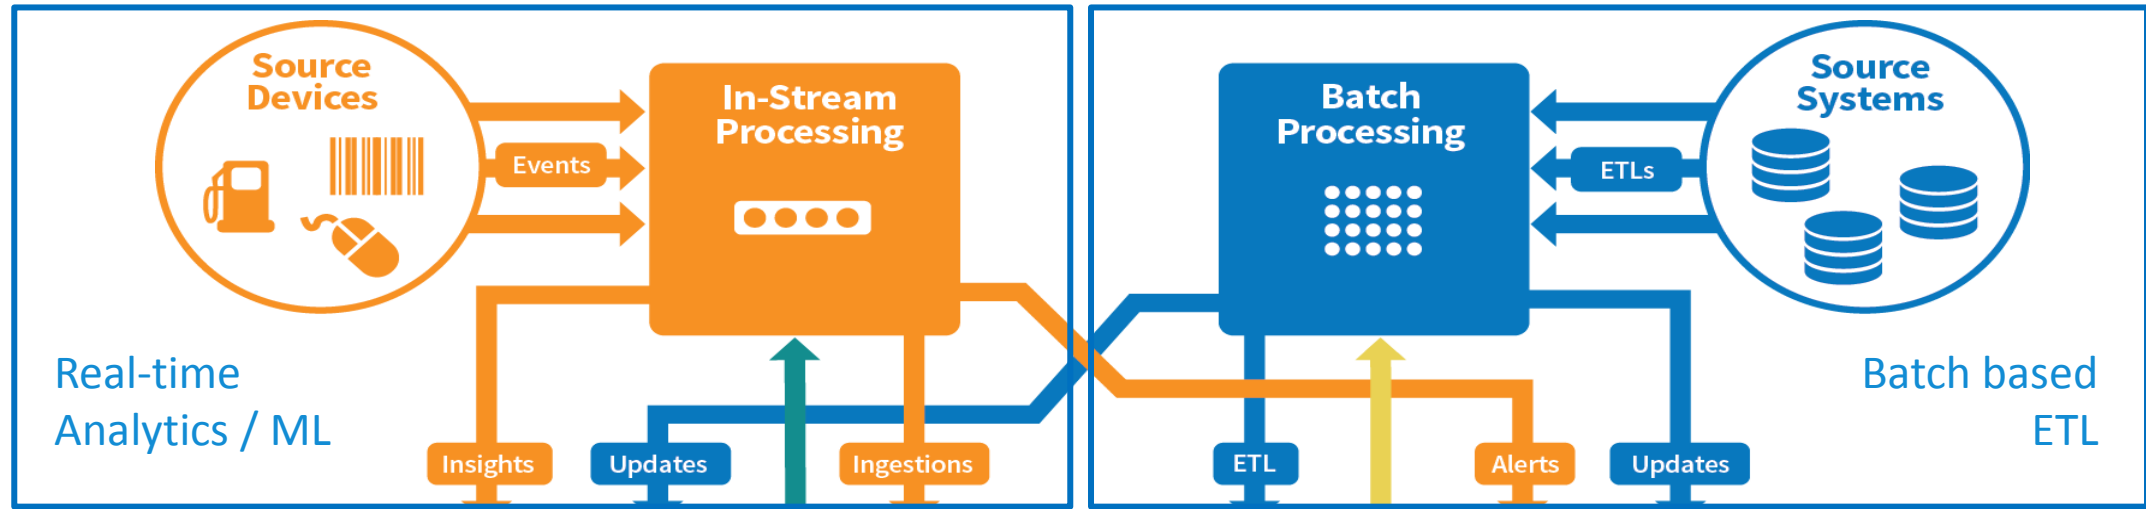 Source
Devices
Events
In-Stream
Processing
Real-time
Analytics / ML
Insights
Updates
Ingestions
Batch
Processing
ETLs
Source
Systems
Batch based
ETL
ETL
Alerts
Updates